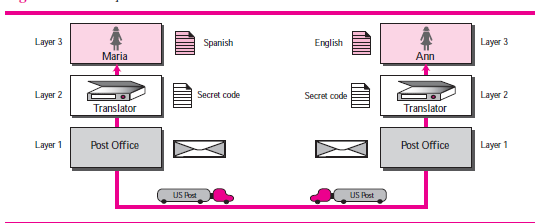 Layer 3
Maria
Spanish
English
Ann
Layer 3
Layer 2
Translator
Secret code
Secret code
Translator
Layer 2
Layer 1
Post Office
Post Office
Layer 1
US Post
US Post